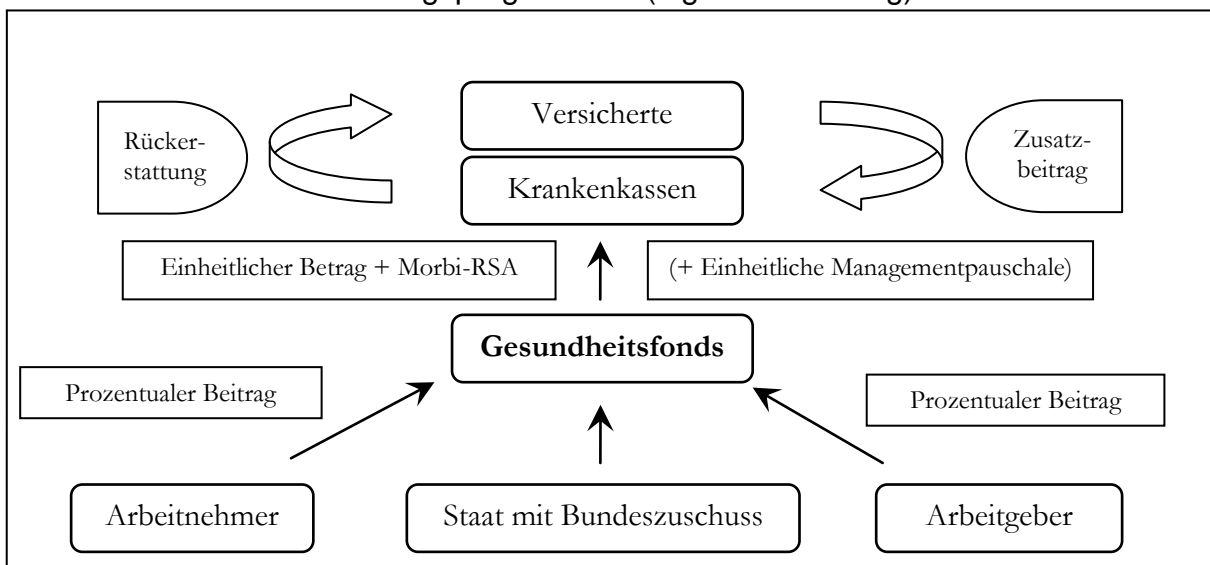 Versicherte
Rücker-
stattung
Zusatz-
beitrag
Krankenkassen
Einheitlicher Betrag + Morbi-RSA
(+ Einheitliche Managementpauschale)
Gesundheitsfonds
Prozentualer Beitrag
Prozentualer Beitrag
Arbeitnehmer
Staat mit Bundeszuschuss
Arbeitgeber